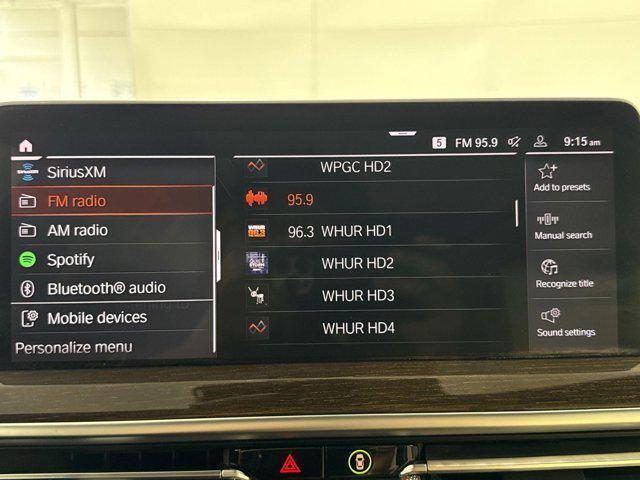 5 FM 95.9 9:15 am
SiriusXM
FM radio
AM radio
Spotify
Bluetooth® audio
Mobile devices
Personalize menu
WPGC HD2
95.9
96.3 WHUR HD1
WHUR HD2
WHUR HD3
WHUR HD4
Add to presets
Manual search
Recognize title
Sound settings